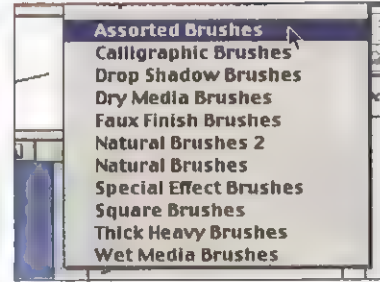 Assorted Brushes
Calligraphic Brushes
Drop Shadow Brushes
Dry Media Brushes
Faux Finish Brushes
Natural Brushes 2
Natural Brushes
Special Effect Brushes
Square Brushes
Thick Heavy Brushes
Wet Media Brushes